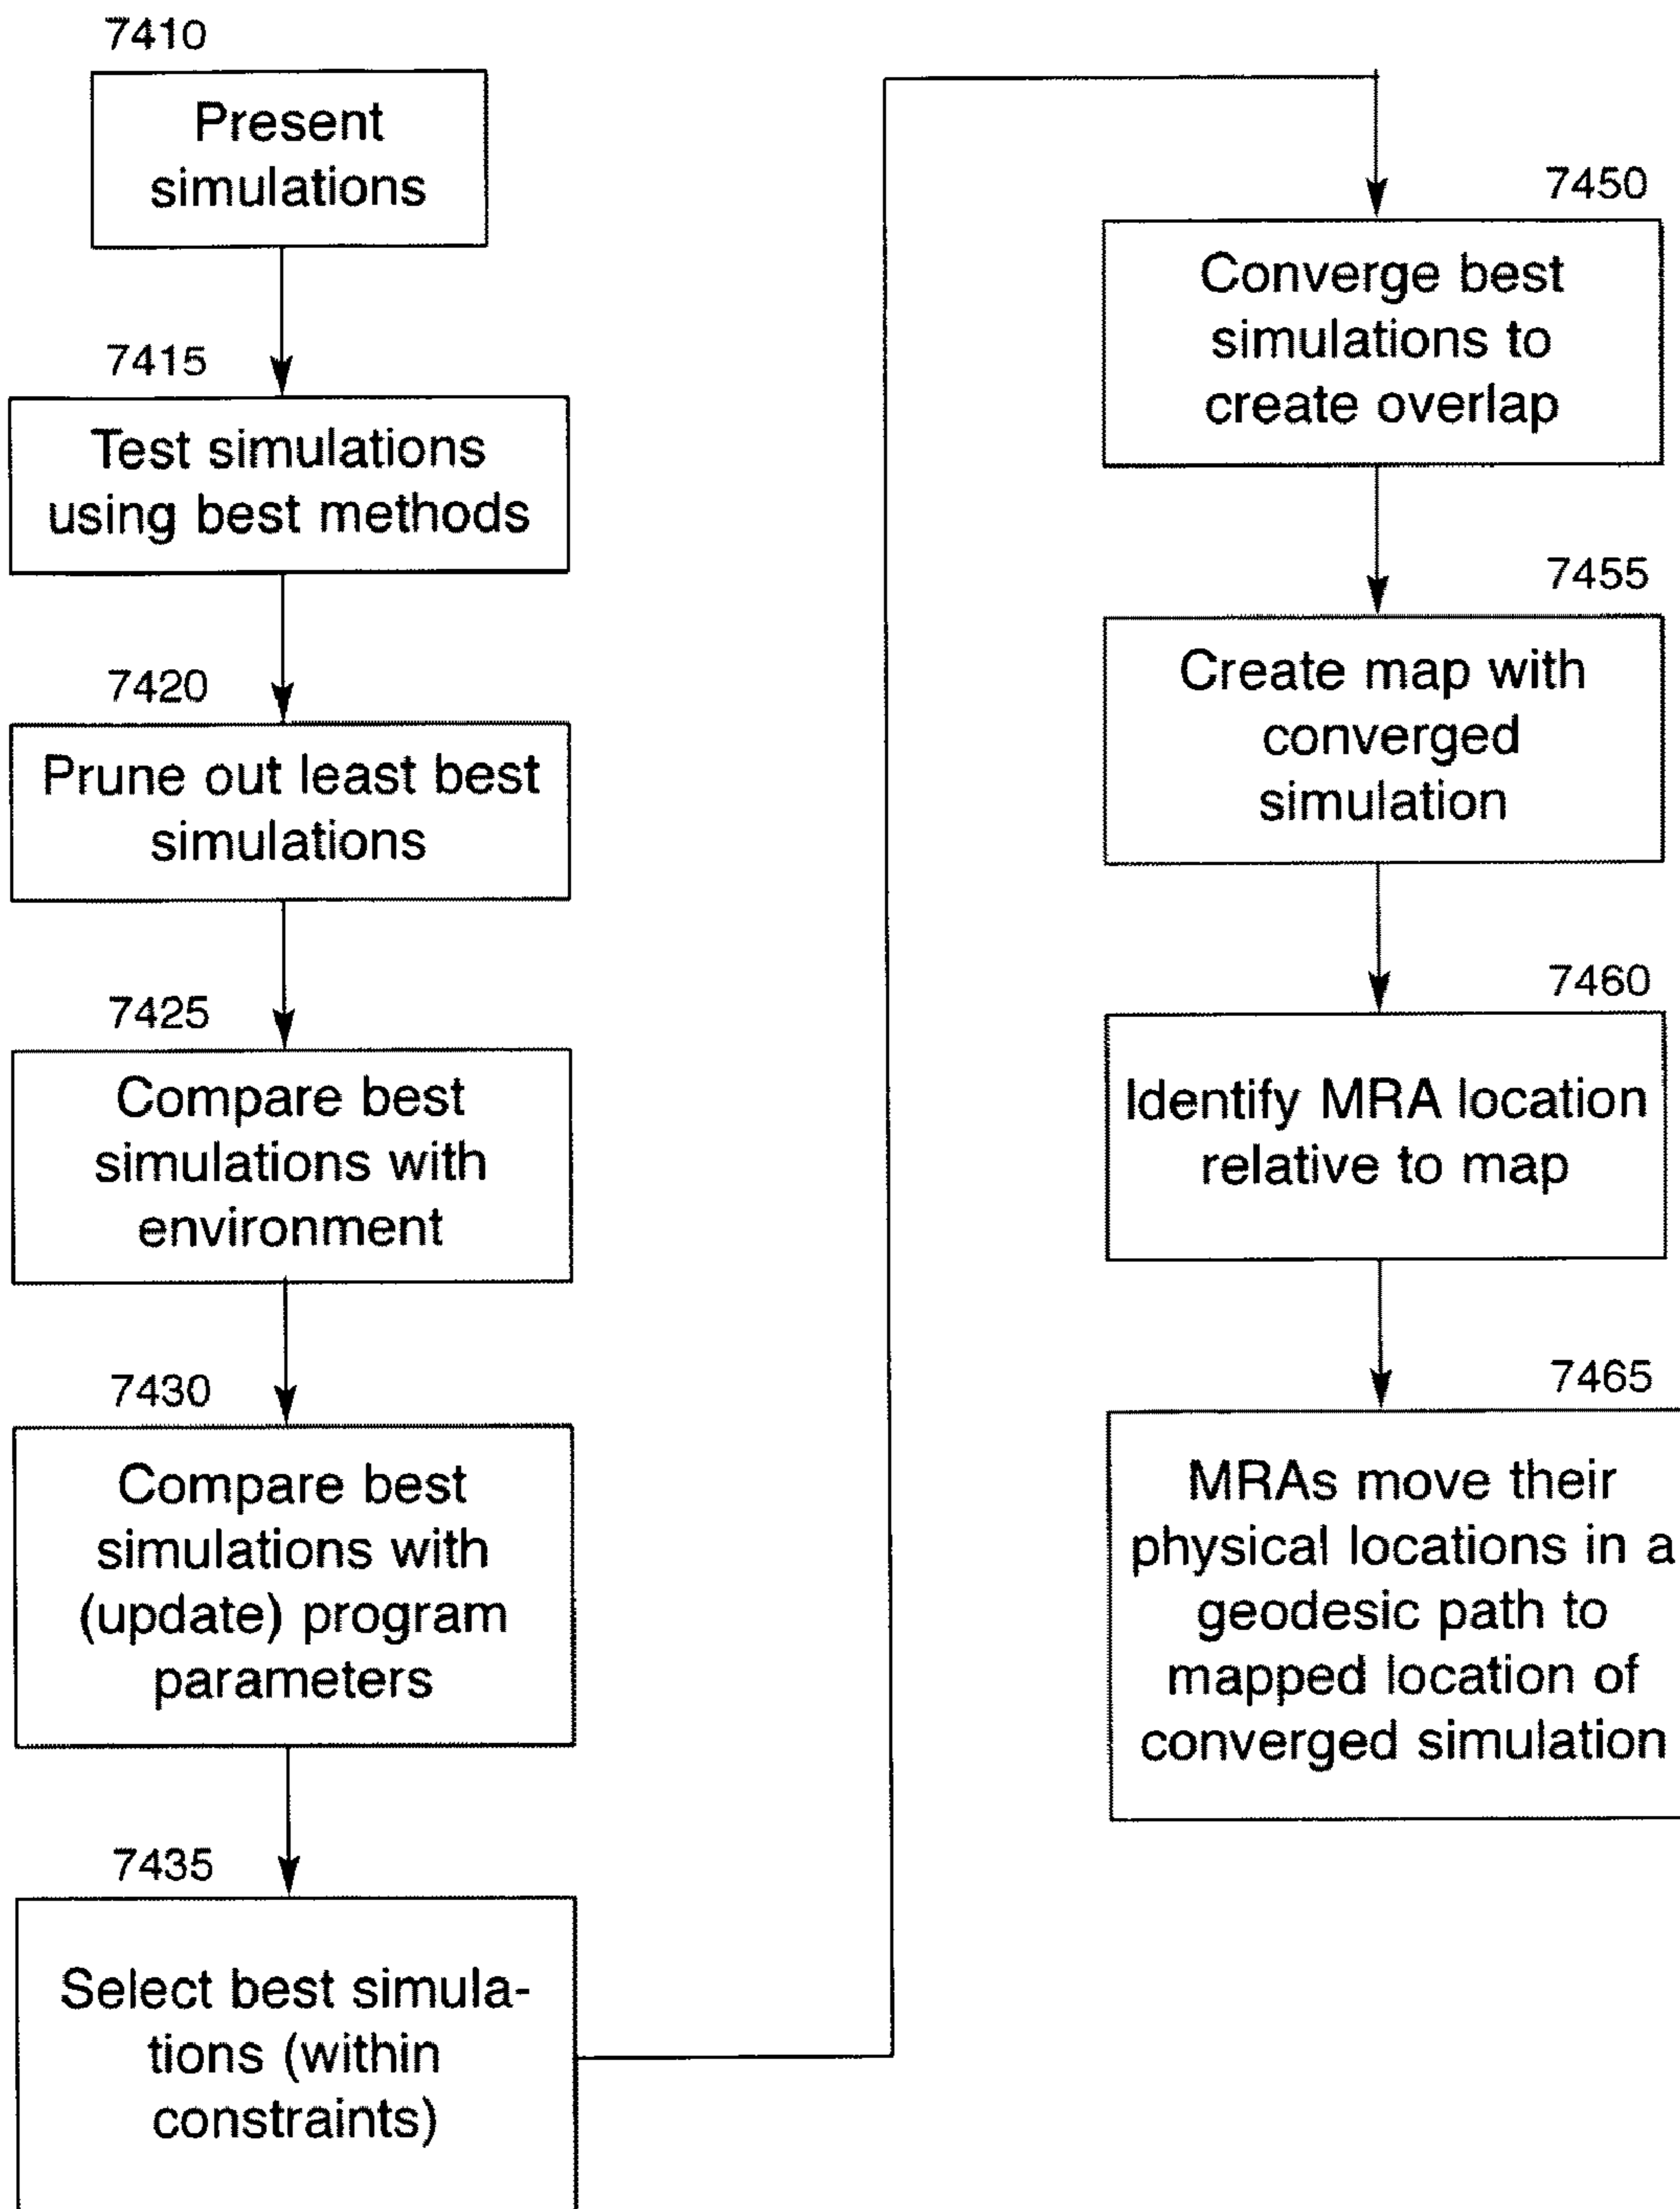 7410
Present
simulations
7415
Test simulations
using best methods
7420
Prune out least best
simulations
7425
Compare best
simulations with
environment
7430
Compare best
simulations with
(update) program
parameters
7435
Select best simula-
tions (within
constraints)
7450
Converge best
simulations to
create overlap
7455
Create map with
converged
simulation
7460
Identify MRA location
relative to map
7465
MRAs move their
physical locations in a
geodesic path to
mapped location of
converged simulation